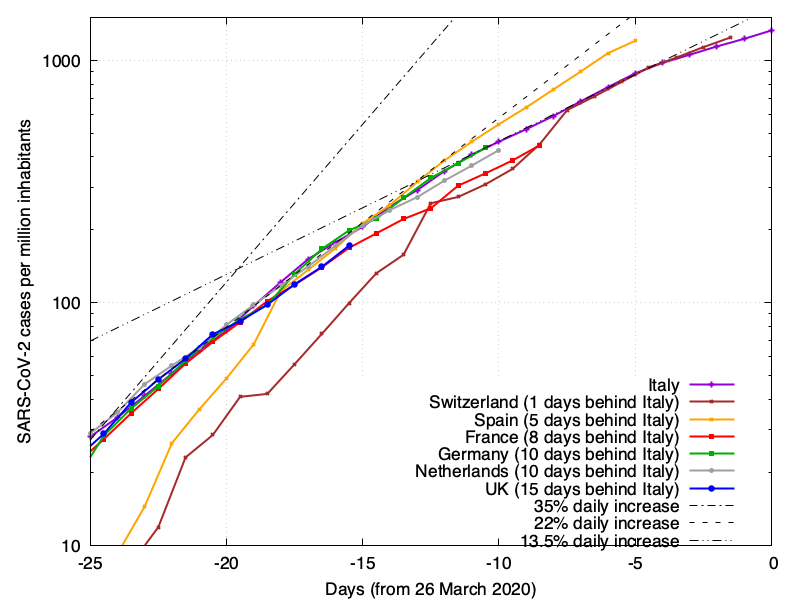 1000
100
10
SARS-CoV-2 cases per million inhabitants
Italy
Switzerland (1 days behind Italy)
Spain (5 days behind Italy)
France (8 days behind Italy)
Germany (10 days behind Italy)
Netherlands (10 days behind Italy)
UK (15 days behind Italy)
35% daily increase
22% daily increase
13.5% daily increase
-25 -20 -15 -10 -5 0
Days (from 26 March 2020)